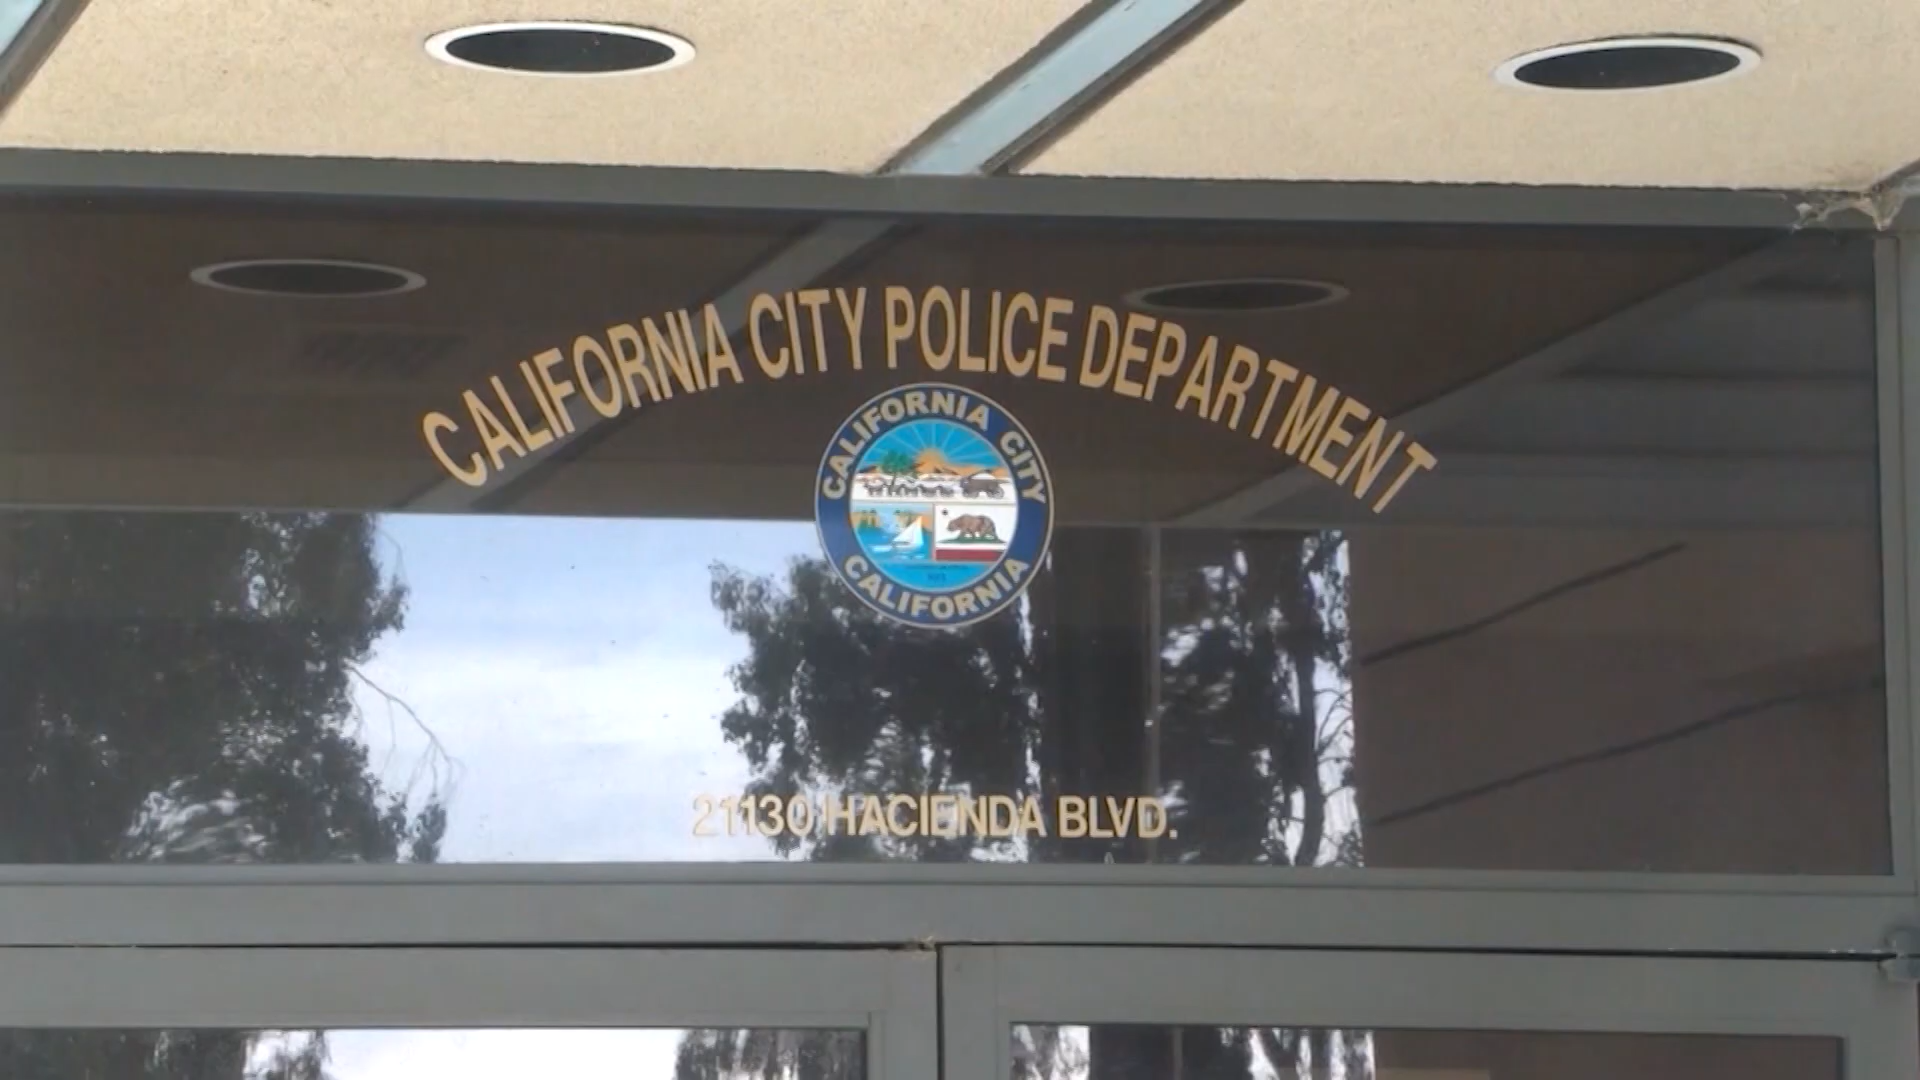 CALIFORNIA CITY POLICE DEPARTMENT
CALIFORNIA CITY
CALIFORNIA
21130 HACIENDA BLVD.